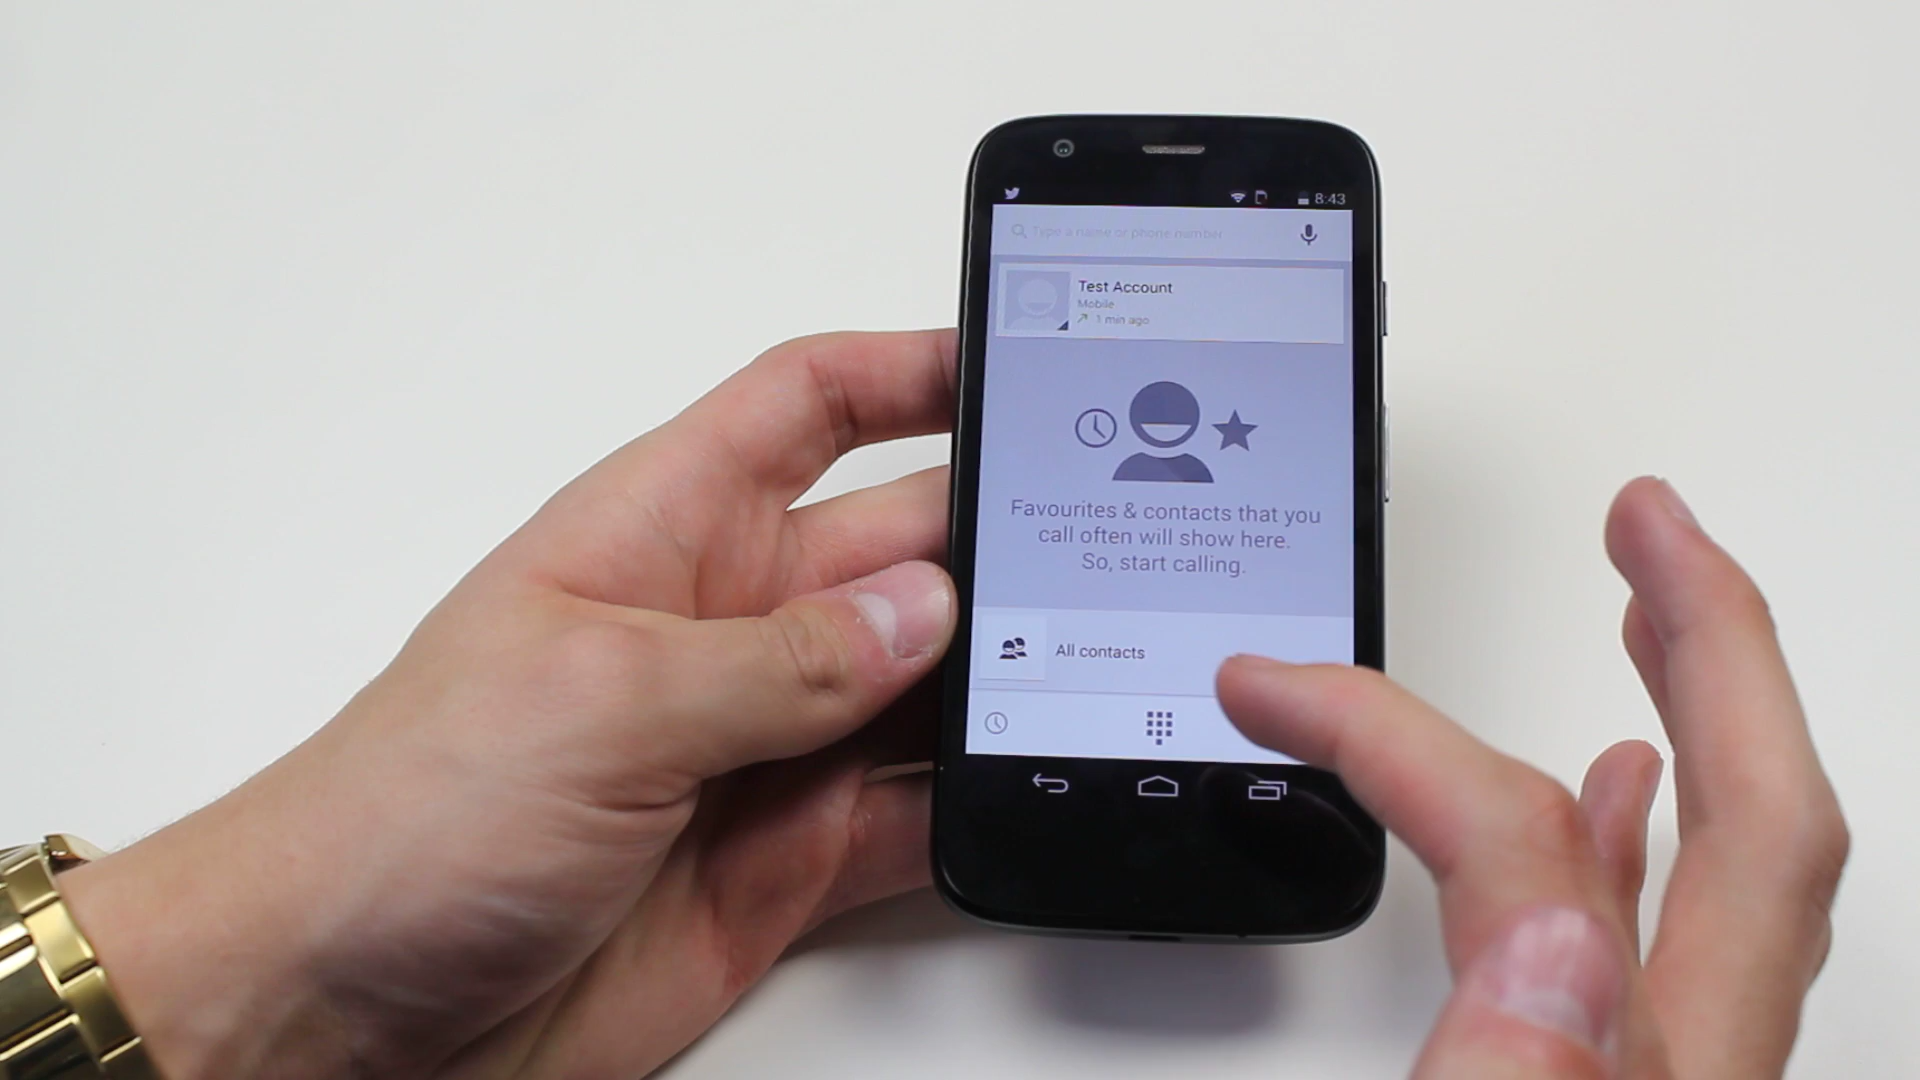 8:43
Type a name or phone number
Test Account
Mobile
1 min ago
Favourites & contacts that you
call often will show here.
So, start calling.
All contacts